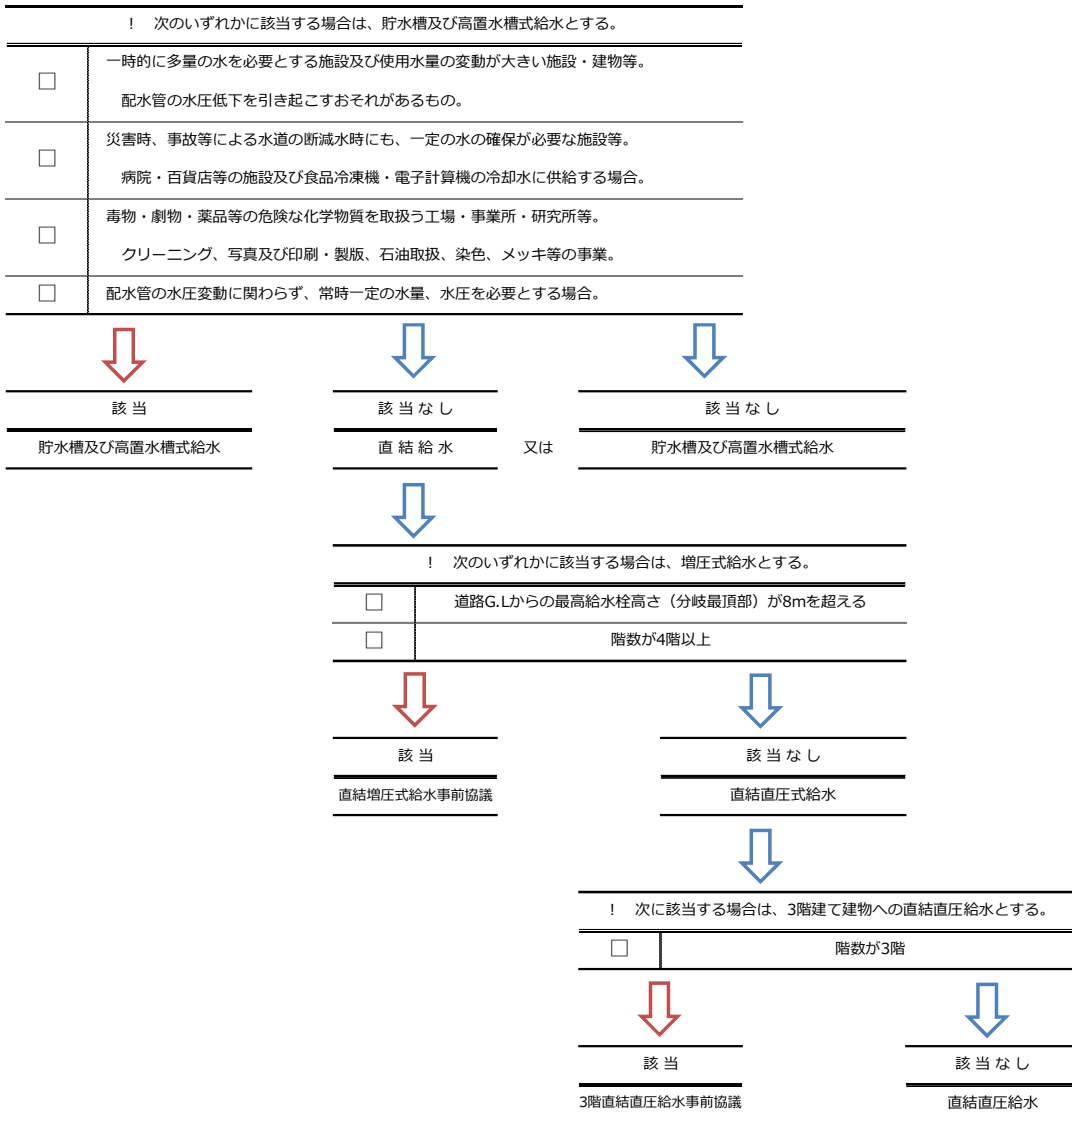 ！　次のいずれかに該当する場合は、貯水槽及び高置水槽式給水とする。
□ 一時的に多量の水を必要とする施設及び使用水量の変動が大きい施設・建物等。
配水管の水圧低下を引き起こすおそれがあるもの。
□ 災害時、事故等による水道の断減水時にも、一定の水の確保が必要な施設等。
病院・百貨店等の施設及び食品冷凍機・電子計算機の冷却水に供給する場合。
□ 毒物・劇物・薬品等の危険な化学物質を取扱う工場・事業所・研究所等。
クリーニング、写真及び印刷・製版、石油取扱、染色、メッキ等の事業。
□ 配水管の水圧変動に関わらず、常時一定の水量、水圧を必要とする場合。
該 当　該 当 な し　該 当 な し
貯水槽及び高置水槽式給水　直 結 給 水　又は　貯水槽及び高置水槽式給水
！　次のいずれかに該当する場合は、増圧式給水とする。
□ 道路G.Lからの最高給水栓高さ（分岐最頂部）が8mを超える
□ 階数が4階以上
該 当　該 当 な し
直結増圧式給水事前協議　直結直圧式給水
！　次に該当する場合は、3階建て建物への直結直圧給水とする。
□ 階数が3階
該 当　該 当 な し
3階直結直圧給水事前協議　直結直圧給水